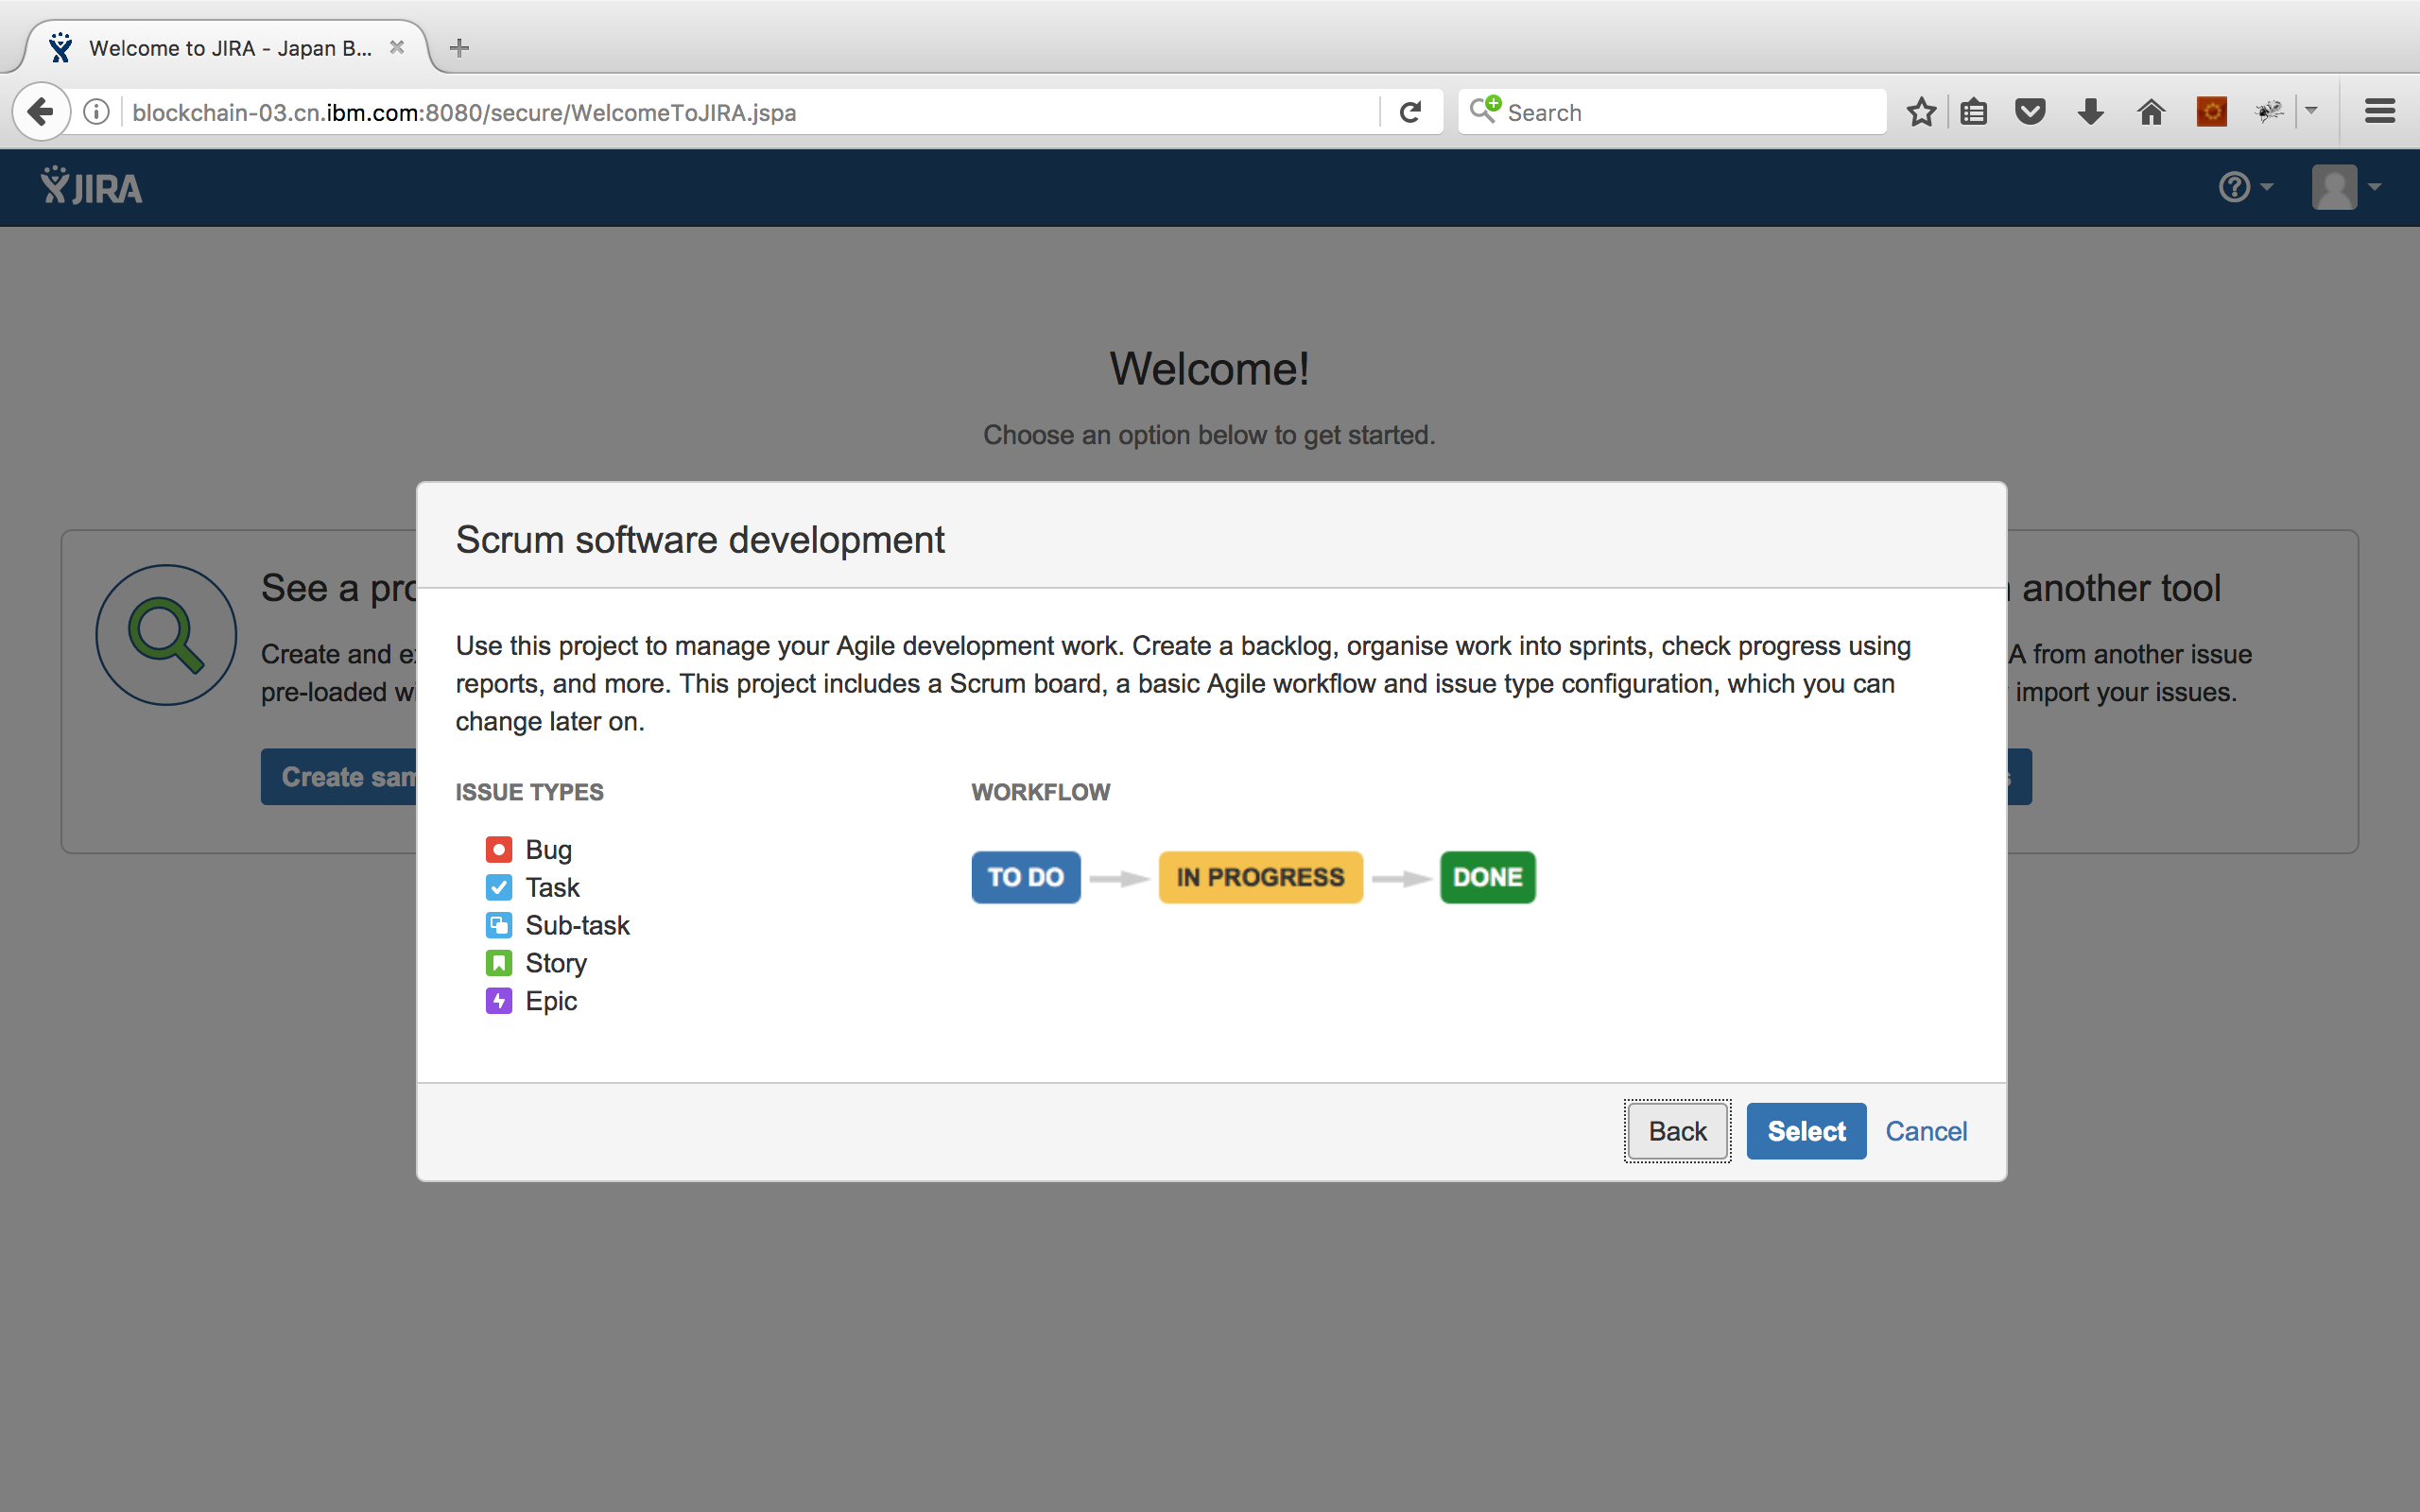 Welcome to JIRA - Japan B...
blockchain-03.cn.ibm.com:8080/secure/WelcomeToJIRA.jspa
Search
JIRA
Welcome!
Choose an option below to get started.
Scrum software development
See a pro
another tool
Create and e
A from another issue
pre-loaded wi
import your issues.
Create sam
Use this project to manage your Agile development work. Create a backlog, organise work into sprints, check progress using
reports, and more. This project includes a Scrum board, a basic Agile workflow and issue type configuration, which you can
change later on.
ISSUE TYPES
Bug
Task
Sub-task
Story
Epic
WORKFLOW
TO DO
IN PROGRESS
DONE
Back
Select
Cancel